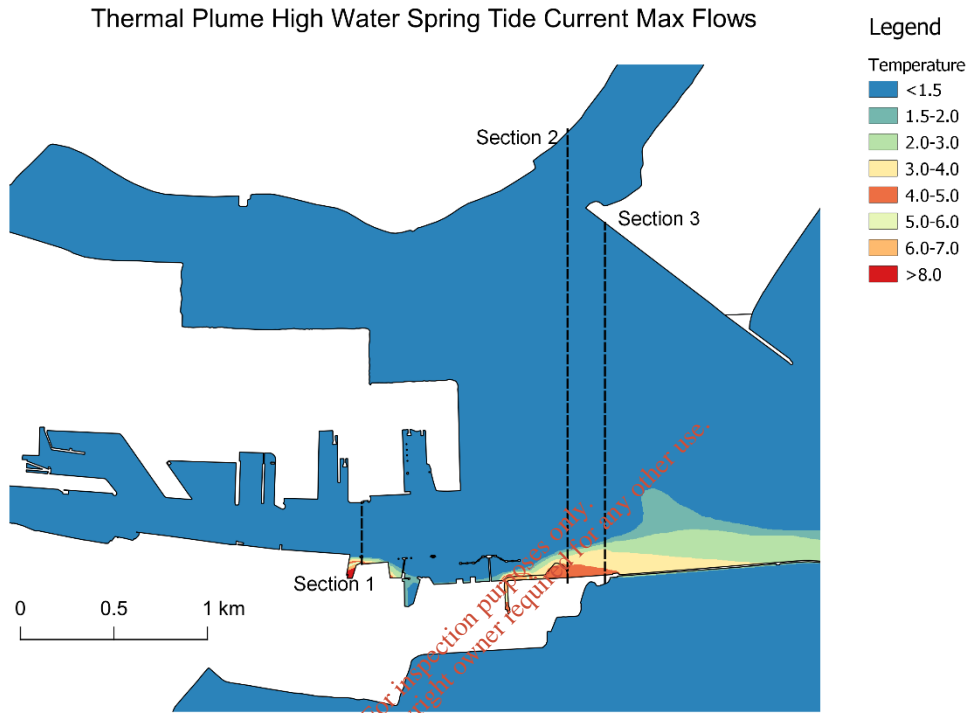 Thermal Plume High Water Spring Tide Current Max Flows
Legend
Temperature
<1.5
1.5-2.0
2.0-3.0
3.0-4.0
4.0-5.0
5.0-6.0
6.0-7.0
>8.0
Section 2
Section 3
Section 1
0 0.5 1 km
For inspection purposes only.
owner required for any other use.